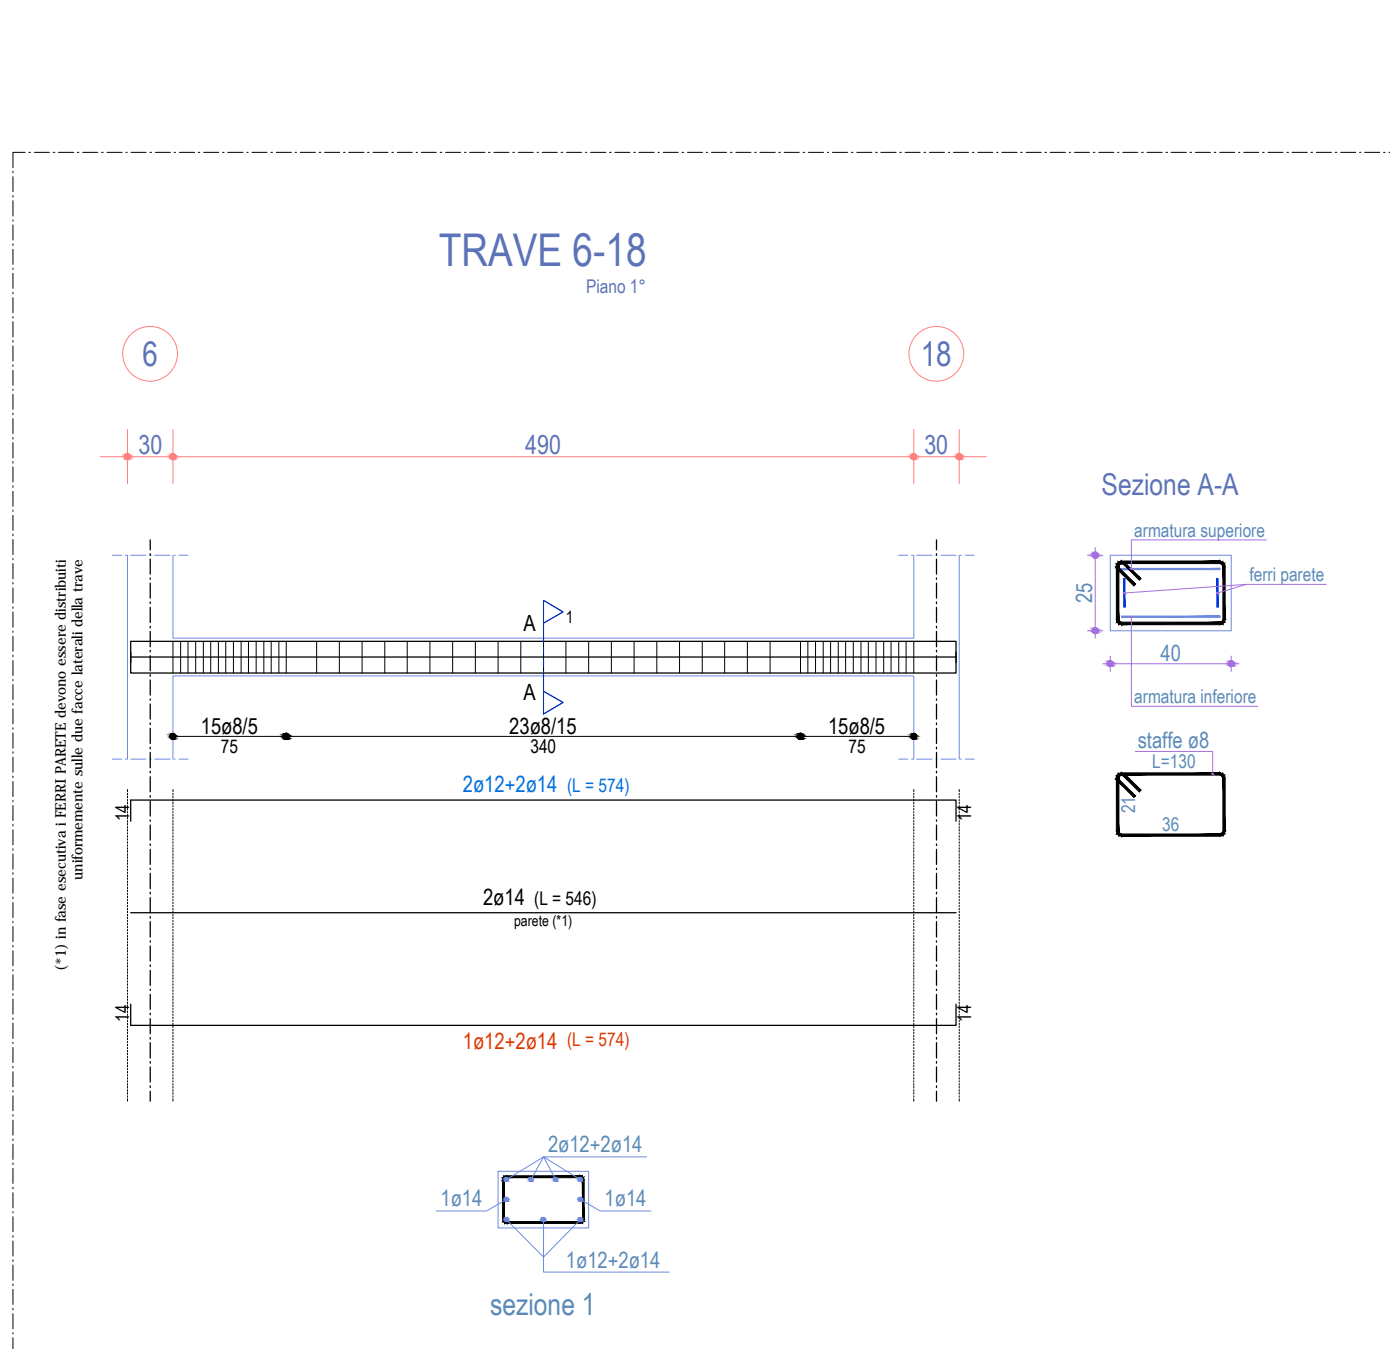 TRAVE 6-18
Piano 1°
6
18
30
490
30
Sezione A-A
armatura superiore
ferri parete
25
40
armatura inferiore
(*1) in fase esecutiva i FERRI PARETE devono essere distribuiti
uniformemente sulle due facce laterali della trave
A
1
A
15ø8/5
75
23ø8/15
340
15ø8/5
75
staffe ø8
L=130
21
36
2ø12+2ø14 (L = 574)
14
14
2ø14 (L = 546)
parete (*1)
14
14
1ø12+2ø14 (L = 574)
2ø12+2ø14
1ø14
1ø14
1ø12+2ø14
sezione 1